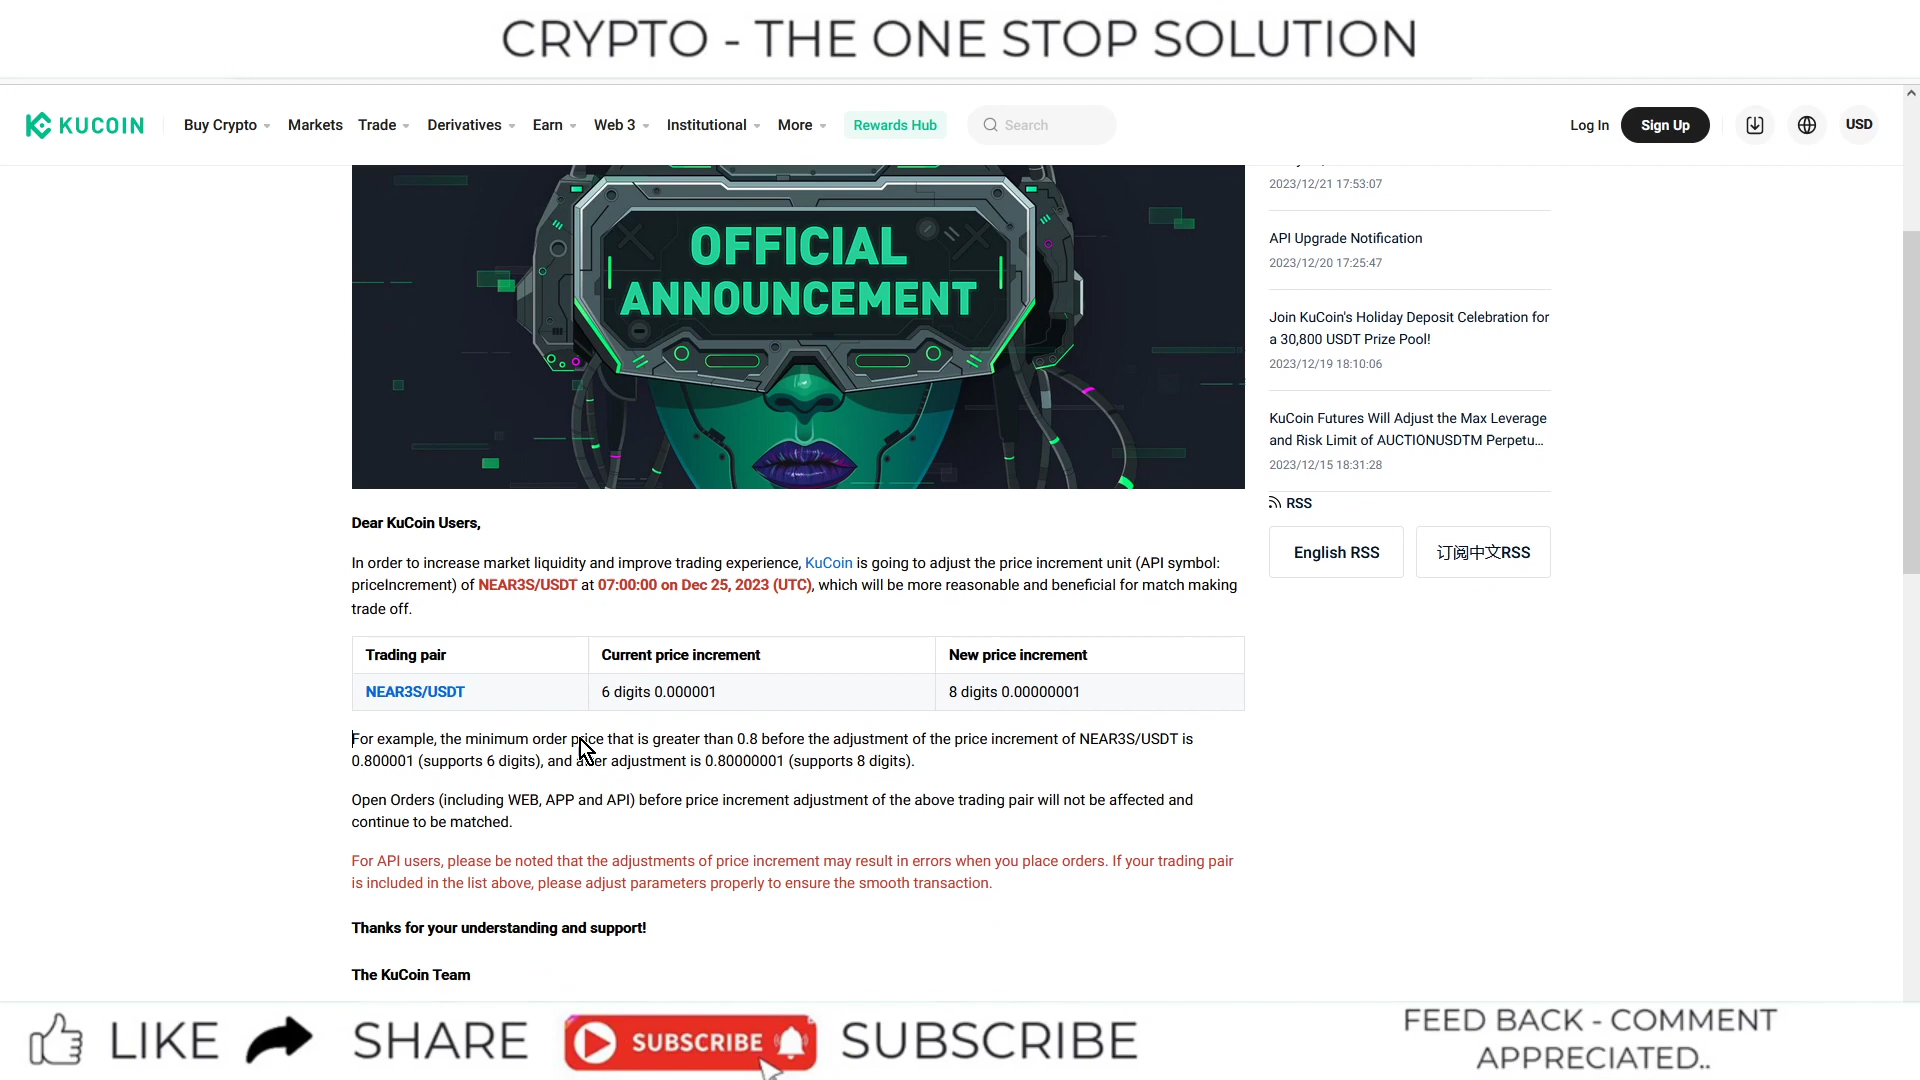 CRYPTO - THE ONE STOP SOLUTION
KUCOIN
Buy Crypto
Markets
Trade
Derivatives
Earn
Web 3
Institutional
More
Rewards Hub
Search
Log In
Sign Up
USD
OFFICIAL
ANNOUNCEMENT
Dear KuCoin Users,
In order to increase market liquidity and improve trading experience, KuCoin is going to adjust the price increment unit (API symbol:
priceIncrement) of NEAR3S/USDT at 07:00:00 on Dec 25, 2023 (UTC), which will be more reasonable and beneficial for match making
trade off.
Trading pair
Current price increment
New price increment
NEAR3S/USDT
6 digits 0.000001
8 digits 0.00000001
For example, the minimum order price that is greater than 0.8 before the adjustment of the price increment of NEAR3S/USDT is
0.800001 (supports 6 digits), and after adjustment is 0.80000001 (supports 8 digits).
Open Orders (including WEB, APP and API) before price increment adjustment of the above trading pair will not be affected and
continue to be matched.
For API users, please be noted that the adjustments of price increment may result in errors when you place orders. If your trading pair
is included in the list above, please adjust parameters properly to ensure the smooth transaction.
Thanks for your understanding and support!
The KuCoin Team
2023/12/21 17:53:07
API Upgrade Notification
2023/12/20 17:25:47
Join KuCoin's Holiday Deposit Celebration for
a 30,800 USDT Prize Pool!
2023/12/19 18:10:06
KuCoin Futures Will Adjust the Max Leverage
and Risk Limit of AUCTIONUSDTM Perpetu...
2023/12/15 18:31:28
RSS
English RSS
订阅中文RSS
LIKE
SHARE
SUBSCRIBE
SUBSCRIBE
FEED BACK - COMMENT
APPRECIATED..